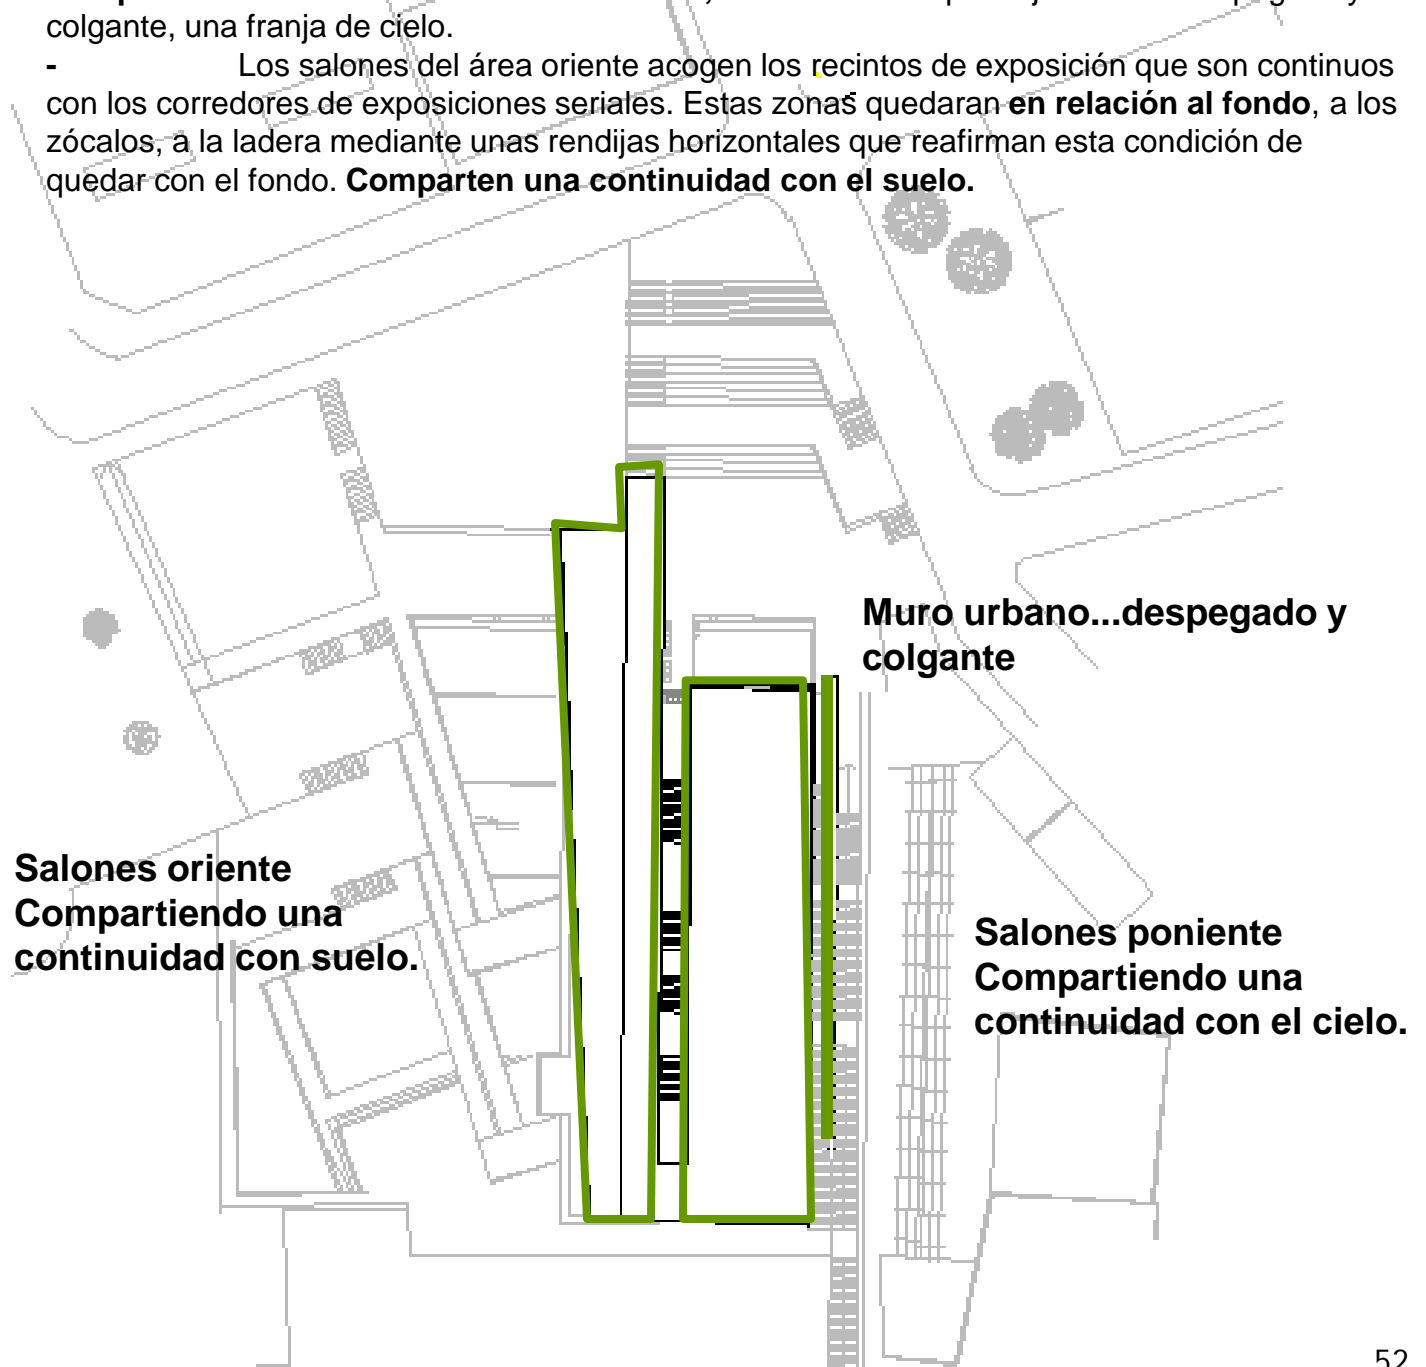 colgante, una franja de cielo.
- Los salones del área oriente acogen los recintos de exposición que son continuos
con los corredores de exposiciones seriales. Estas zonas quedaran en relación al fondo, a los
zócalos, a la ladera mediante unas rendijas horizontales que reafirman esta condición de
quedar con el fondo. Comparten una continuidad con el suelo.
Muro urbano...despegado y
colgante
Salones oriente
Compartiendo una
continuidad con suelo.
Salones poniente
Compartiendo una
continuidad con el cielo.
52